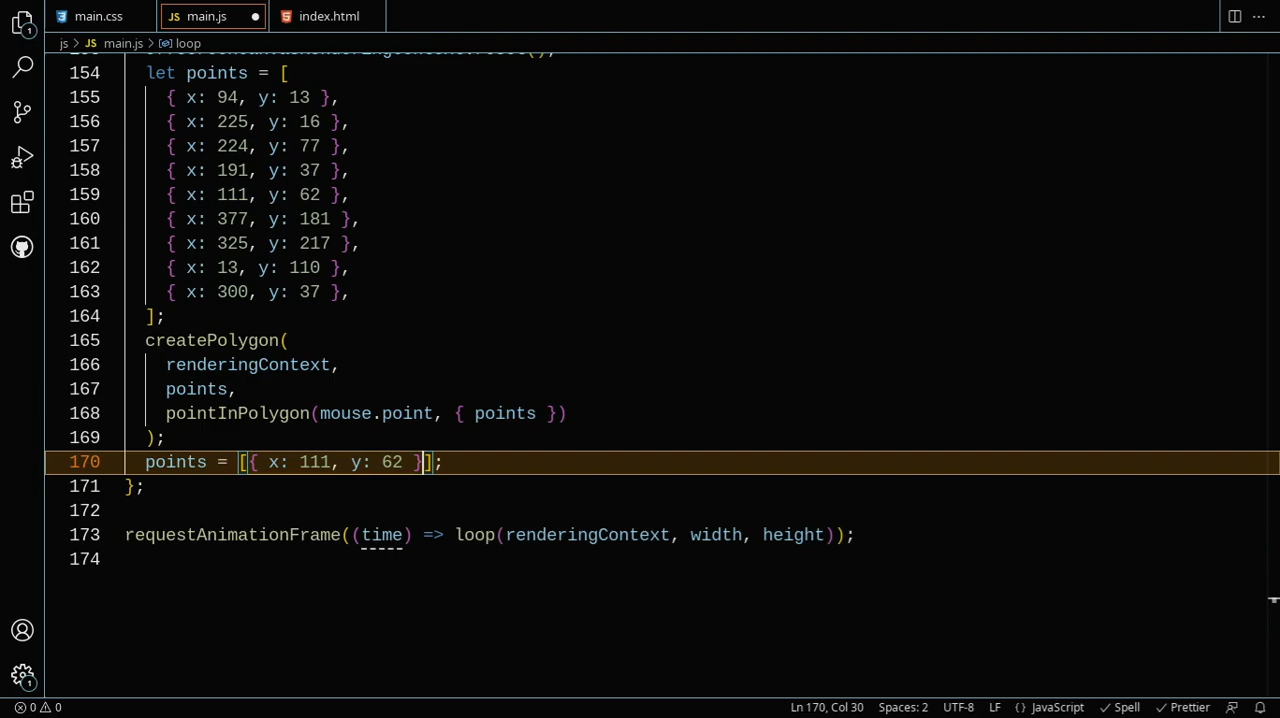 main.css
JS main.js
index.html
js > JS main.js > loop
154 let points = [
155 { x: 94, y: 13 },
156 { x: 225, y: 16 },
157 { x: 224, y: 77 },
158 { x: 191, y: 37 },
159 { x: 111, y: 62 },
160 { x: 377, y: 181 },
161 { x: 325, y: 217 },
162 { x: 13, y: 110 },
163 { x: 300, y: 37 },
164 ];
165 createPolygon(
166 renderingContext,
167 points,
168 pointInPolygon(mouse.point, { points })
169 );
170 points = [{ x: 111, y: 62 }];
171 };
172
173 requestAnimationFrame((time) => loop(renderingContext, width, height));
174
1
1
0 0
Ln 170, Col 30 Spaces: 2 UTF-8 LF {} JavaScript Spell Prettier